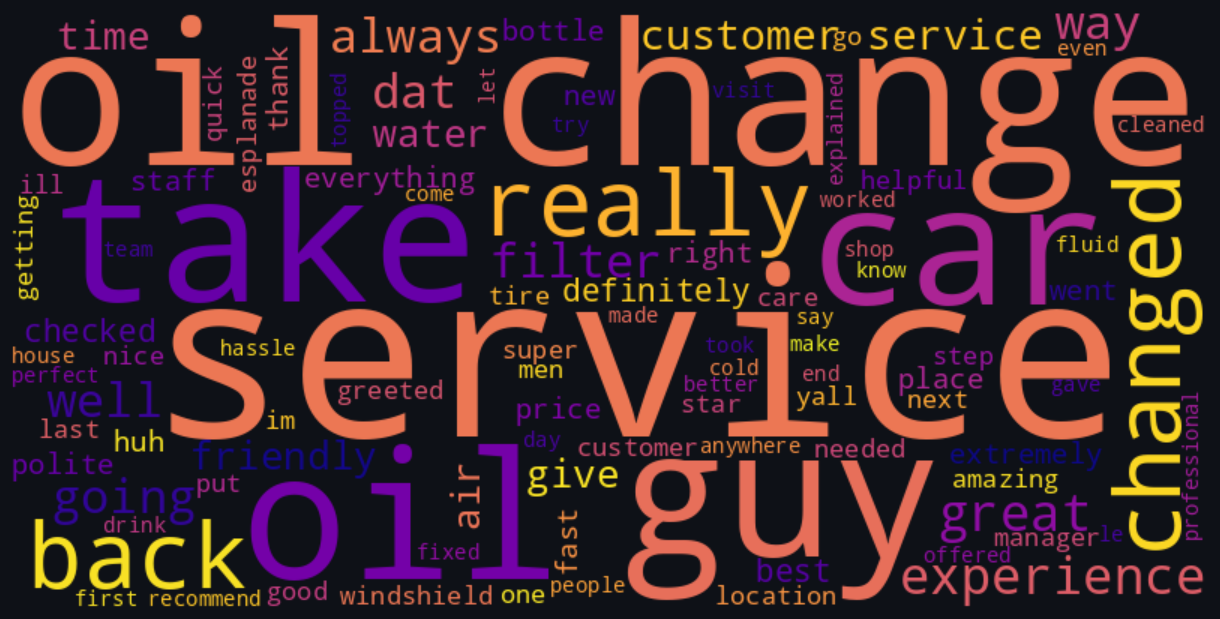 oil change
time
always
bottle
customer service
go
way
even
quick
esplanade
thank
topped
dat
let
new
visit
try
water
explained
cleaned
ill
staff
everything
come
really
helpful
worked
getting
take
team
filter
right
car
shop
know
fluid
went
changed
tire
definitely
care
made
say
service
checked
house
nice
perfect
hassle
greeted
super
men
took
cold
better
star
make
end
yall
step
place
next
gave
well
last
huh
im
price
day
customer
anywhere
needed
professional
polite
friendly
going
put
drink
oil
air
give
guy
extremely
amazing
great
manager
le
offered
back
fixed
fast
people
best
experience
first
recommend
good
windshield
one
location